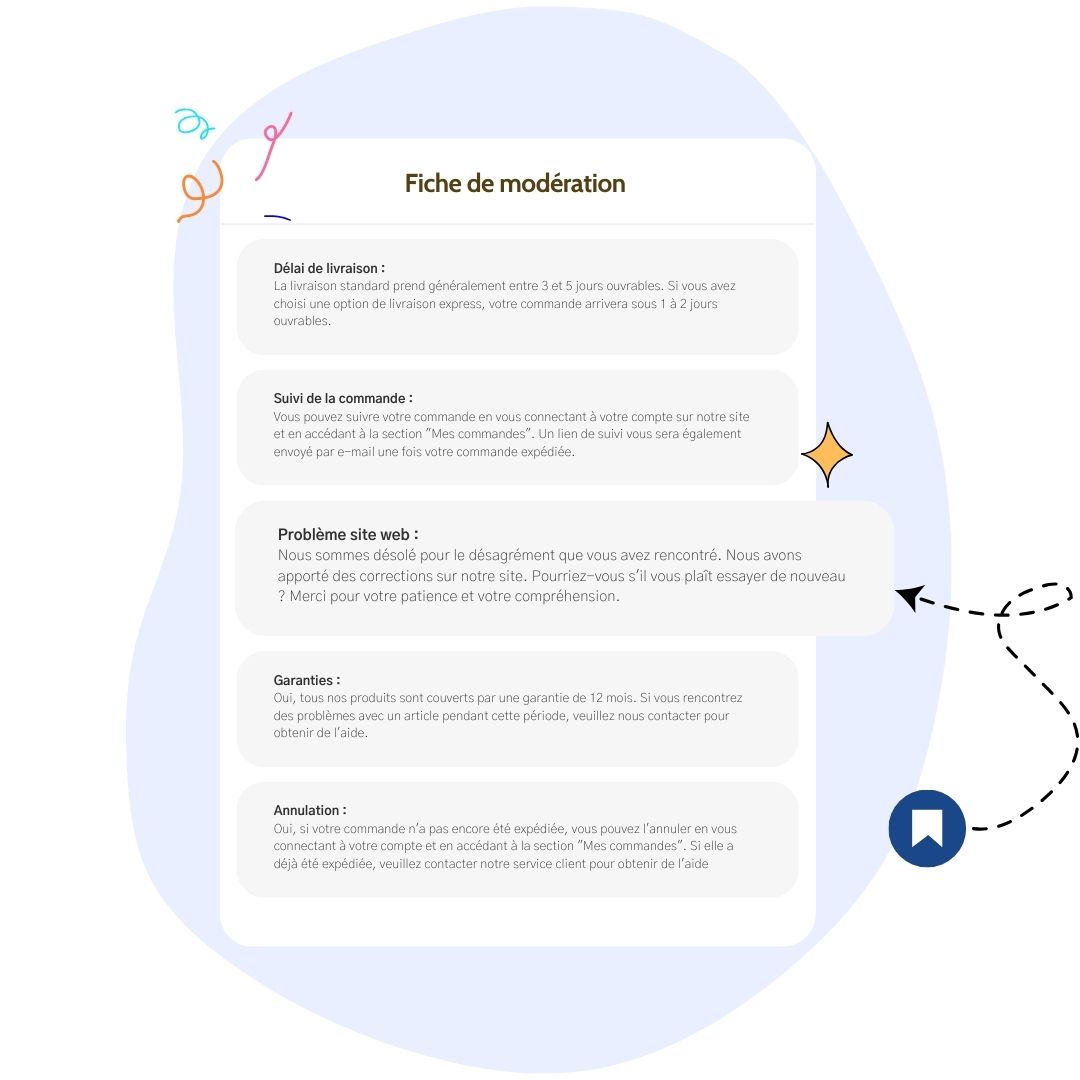 Fiche de modération
Délai de livraison :
La livraison standard prend généralement entre 3 et 5 jours ouvrables. Si vous avez
choisi une option de livraison express, votre commande arrivera sous 1 à 2 jours
ouvrables.
Suivi de la commande :
Vous pouvez suivre votre commande en vous connectant à votre compte sur notre site
et en accédant à la section "Mes commandes". Un lien de suivi vous sera également
envoyé par e-mail une fois votre commande expédiée.
Problème site web :
Nous sommes désolé pour le désagrément que vous avez rencontré. Nous avons
apporté des corrections sur notre site. Pourriez-vous s'il vous plaît essayer de nouveau
? Merci pour votre patience et votre compréhension.
Garanties :
Oui, tous nos produits sont couverts par une garantie de 12 mois. Si vous rencontrez
des problèmes avec un article pendant cette période, veuillez nous contacter pour
obtenir de l'aide.
Annulation :
Oui, si votre commande n'a pas encore été expédiée, vous pouvez l'annuler en vous
connectant à votre compte et en accédant à la section "Mes commandes". Si elle a
déjà été expédiée, veuillez contacter notre service client pour obtenir de l'aide